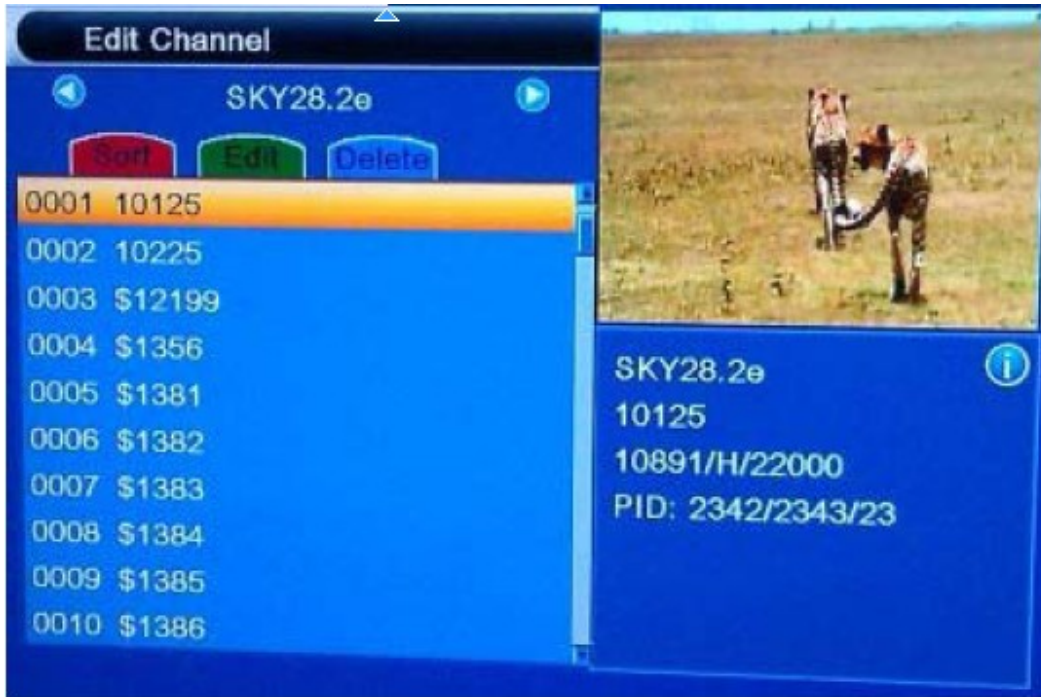 Edit Channel
SKY28.2e
Sort Edit Delete
0001 10125
0002 10225
0003 $12199
0004 $1356
0005 $1381
0006 $1382
0007 $1383
0008 $1384
0009 $1385
0010 $1386
SKY28.2e
10125
10891/H/22000
PID: 2342/2343/23